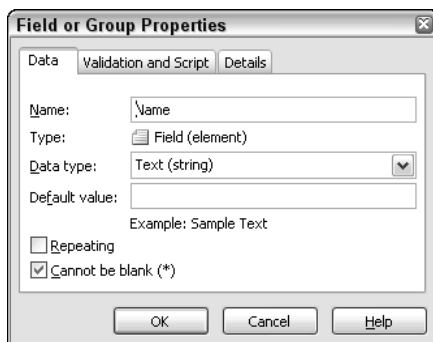 Field or Group Properties
Data Validation and Script Details
Name: Name
Type: Field (element)
Data type: Text (string)
Default value:
Example: Sample Text
Repeating
Cannot be blank (*)
OK Cancel Help